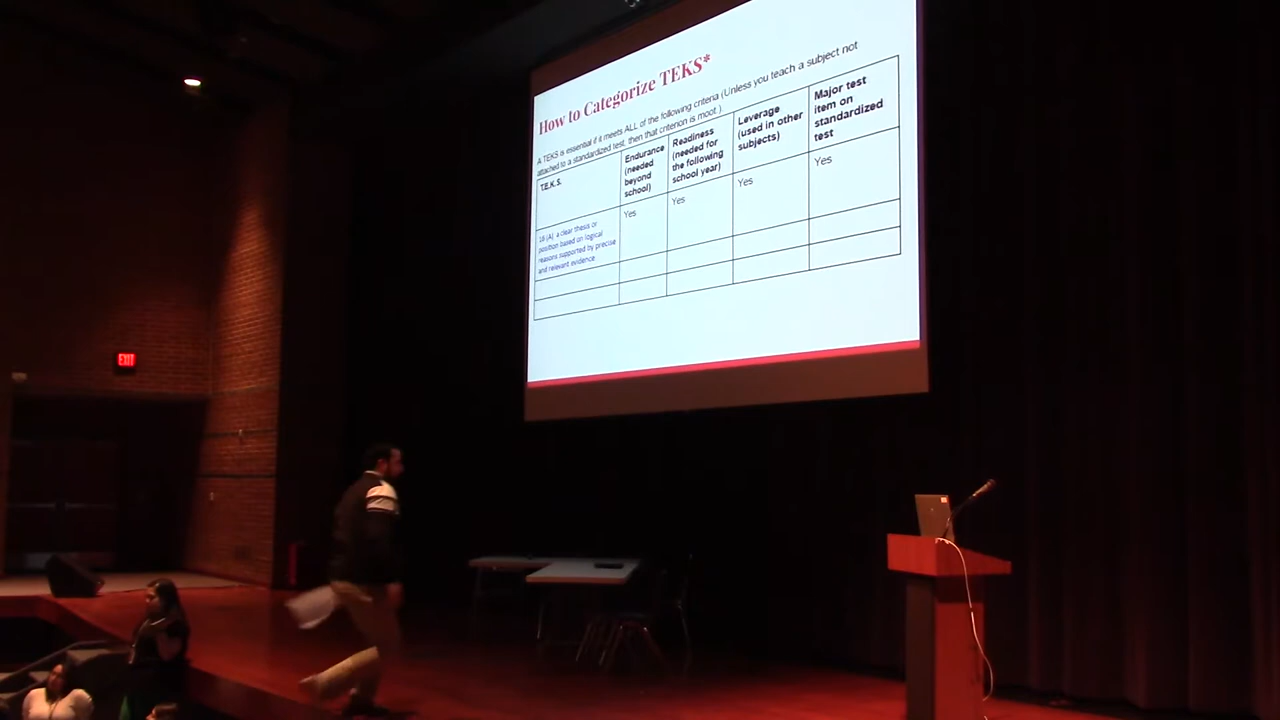 How to Categorize TEKS*
A TEKS is essential if it meets ALL of the following criteria (Unless you teach a subject not
attached to a standardized test, then that criterion is moot.)
T.E.K.S.
Endurance
(needed
beyond
school)
Readiness
(needed for
the following
school year)
Leverage
(used in other
subjects)
Major test
item on
standardized
test
16 (A) a clear thesis or
position based on logical
reasons supported by precise
and relevant evidence
Yes
Yes
Yes
Yes
EXIT